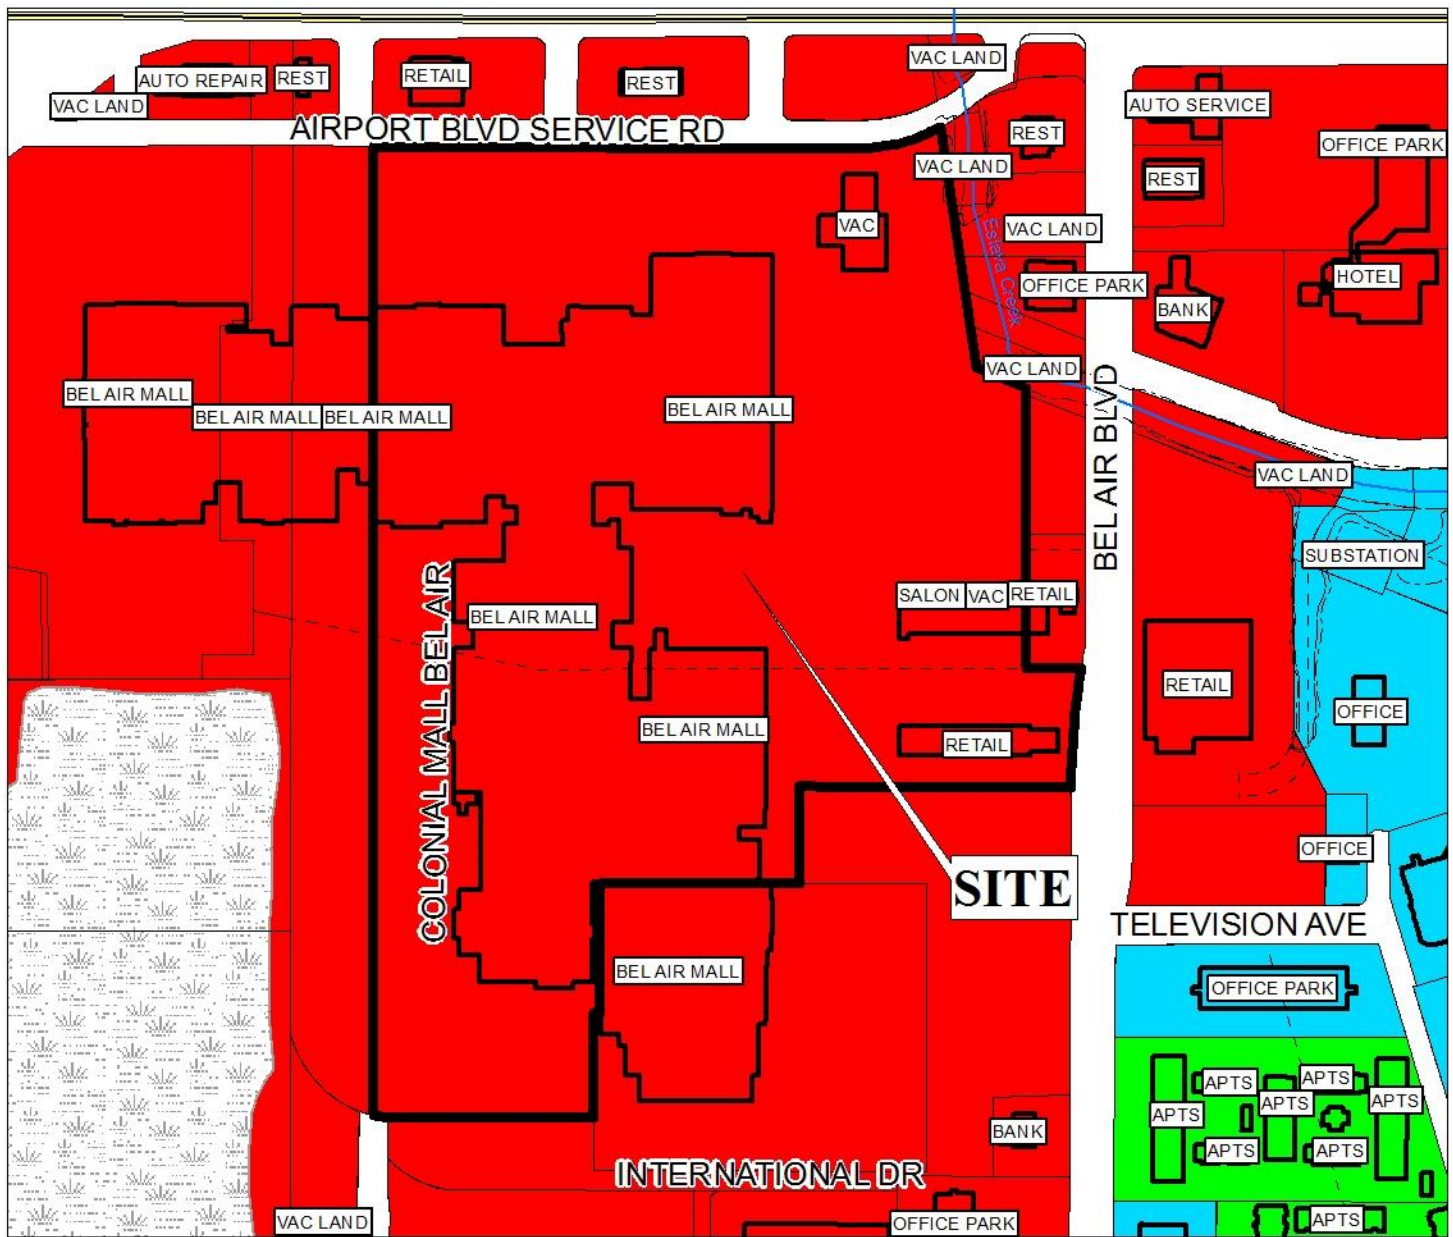 VAC LAND
AUTO REPAIR
REST
RETAIL
REST
VAC LAND
AIRPORT BLVD SERVICE RD
REST
AUTO SERVICE
OFFICE PARK
VAC LAND
REST
VAC
VAC LAND
Eslava Creek
OFFICE PARK
HOTEL
BANK
VAC LAND
BEL AIR MALL
BEL AIR MALL
BEL AIR MALL
BEL AIR MALL
BEL AIR BLVD
VAC LAND
SUBSTATION
SALON
VAC
RETAIL
BEL AIR MALL
COLONIAL MALL BEL AIR
RETAIL
OFFICE
BEL AIR MALL
RETAIL
OFFICE
SITE
TELEVISION AVE
BEL AIR MALL
OFFICE PARK
APTS
APTS
APTS
APTS
APTS
APTS
APTS
BANK
INTERNATIONAL DR
VAC LAND
OFFICE PARK
APTS